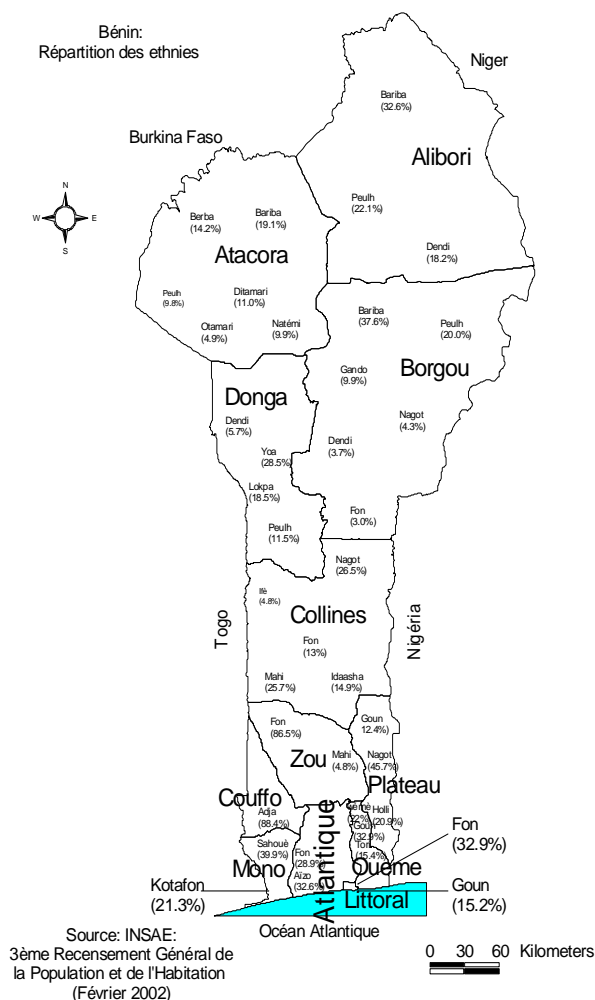 Bénin:
Répartition des ethnies
Niger
Bariba
(32.6%)
Burkina Faso
Alibori
N
W
E
S
Peulh
(22.1%)
Berba
(14.2%)
Bariba
(19.1%)
Dendi
(18.2%)
Atacora
Peulh
(9.8%)
Ditamari
(11.0%)
Otamari
(4.9%)
Natémi
(9.9%)
Bariba
(37.6%)
Peulh
(20.0%)
Gando
(9.9%)
Borgou
Donga
Dendi
(5.7%)
Nagot
(4.3%)
Dendi
(3.7%)
Yoa
(28.5%)
Lokpa
(18.5%)
Peulh
(11.5%)
Fon
(3.0%)
Nagot
(26.5%)
Ifè
(4.8%)
Collines
Togo
Nigéria
Fon
(13%)
Mahi
(25.7%)
Idaasha
(14.9%)
Fon
(86.5%)
Goun
12.4%)
Zou
Mahi
(4.8%)
Nagot
(45.7%)
Plateau
Couffo
Adja
(88.4%)
Atlantique
(22%)
Holli
(20.9%)
Goun
(32.9%)
(15.4%)
Sahouè
(39.9%)
Mono
Fon
(28.9%)
Aïzo
(32.6%)
Ouémé
Fon
(32.9%)
Kotafon
(21.3%)
Goun
(15.2%)
Littoral
Océan Atlantique
Source: INSAE:
3ème Recensement Général de
la Population et de l'Habitation
(Février 2002)
0 30 60 Kilometers